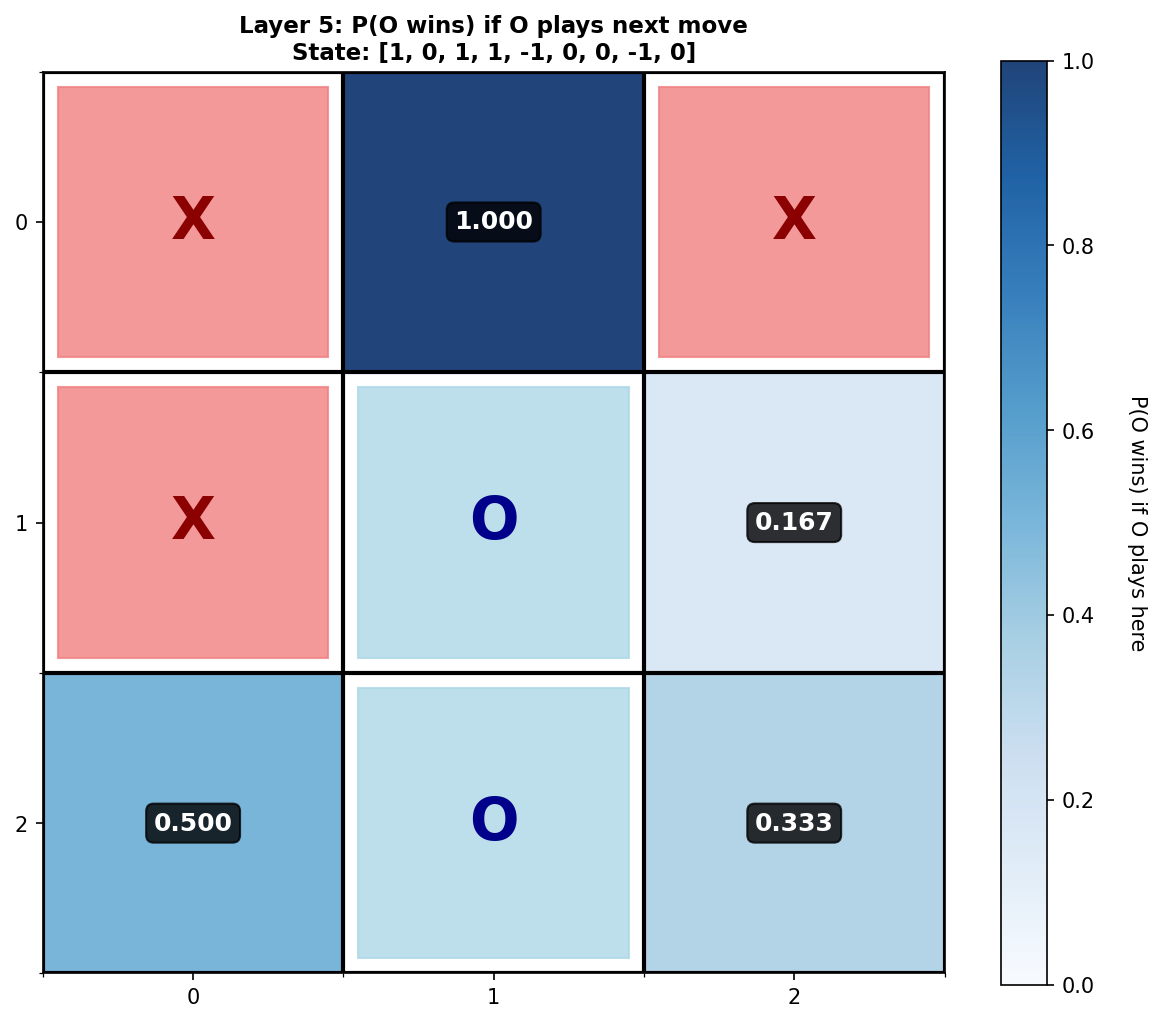 Layer 5: P(O wins) if O plays next move
State: [1, 0, 1, 1, -1, 0, 0, -1, 0]
0
X
1.000
X
1
X
O
0.167
2
0.500
O
0.333
0
1
2
1.0
0.8
0.6
0.4
0.2
0.0
P(O wins) if O plays here